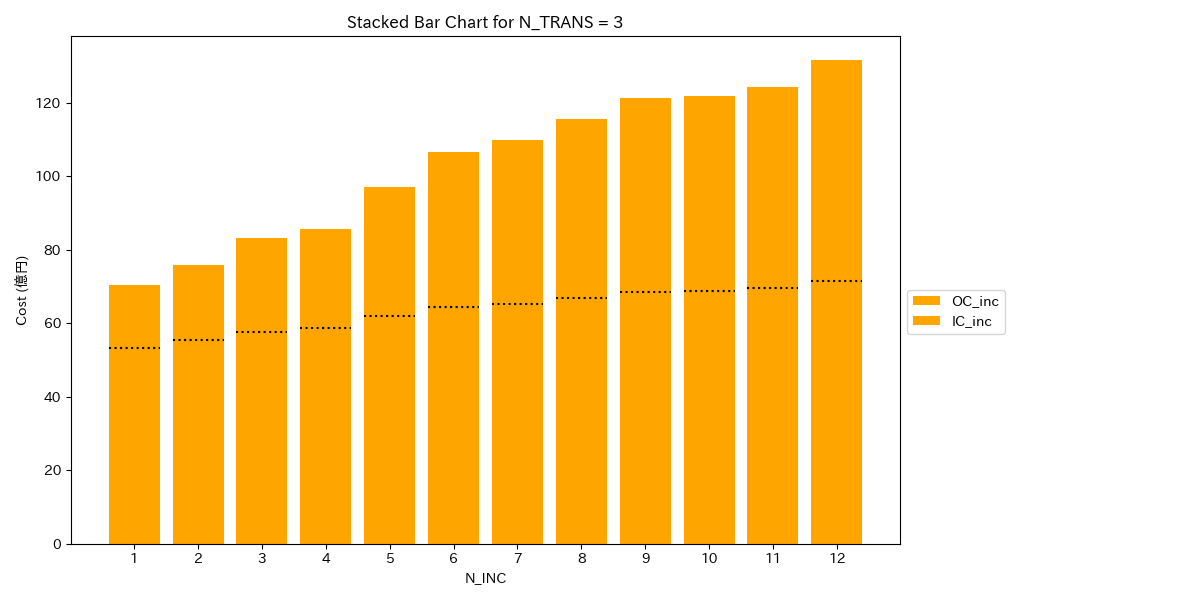 Stacked Bar Chart for N_TRANS = 3
Cost (億円)
120
100
80
60
40
20
0
1 2 3 4 5 6 7 8 9 10 11 12
N_INC
OC_inc
IC_inc